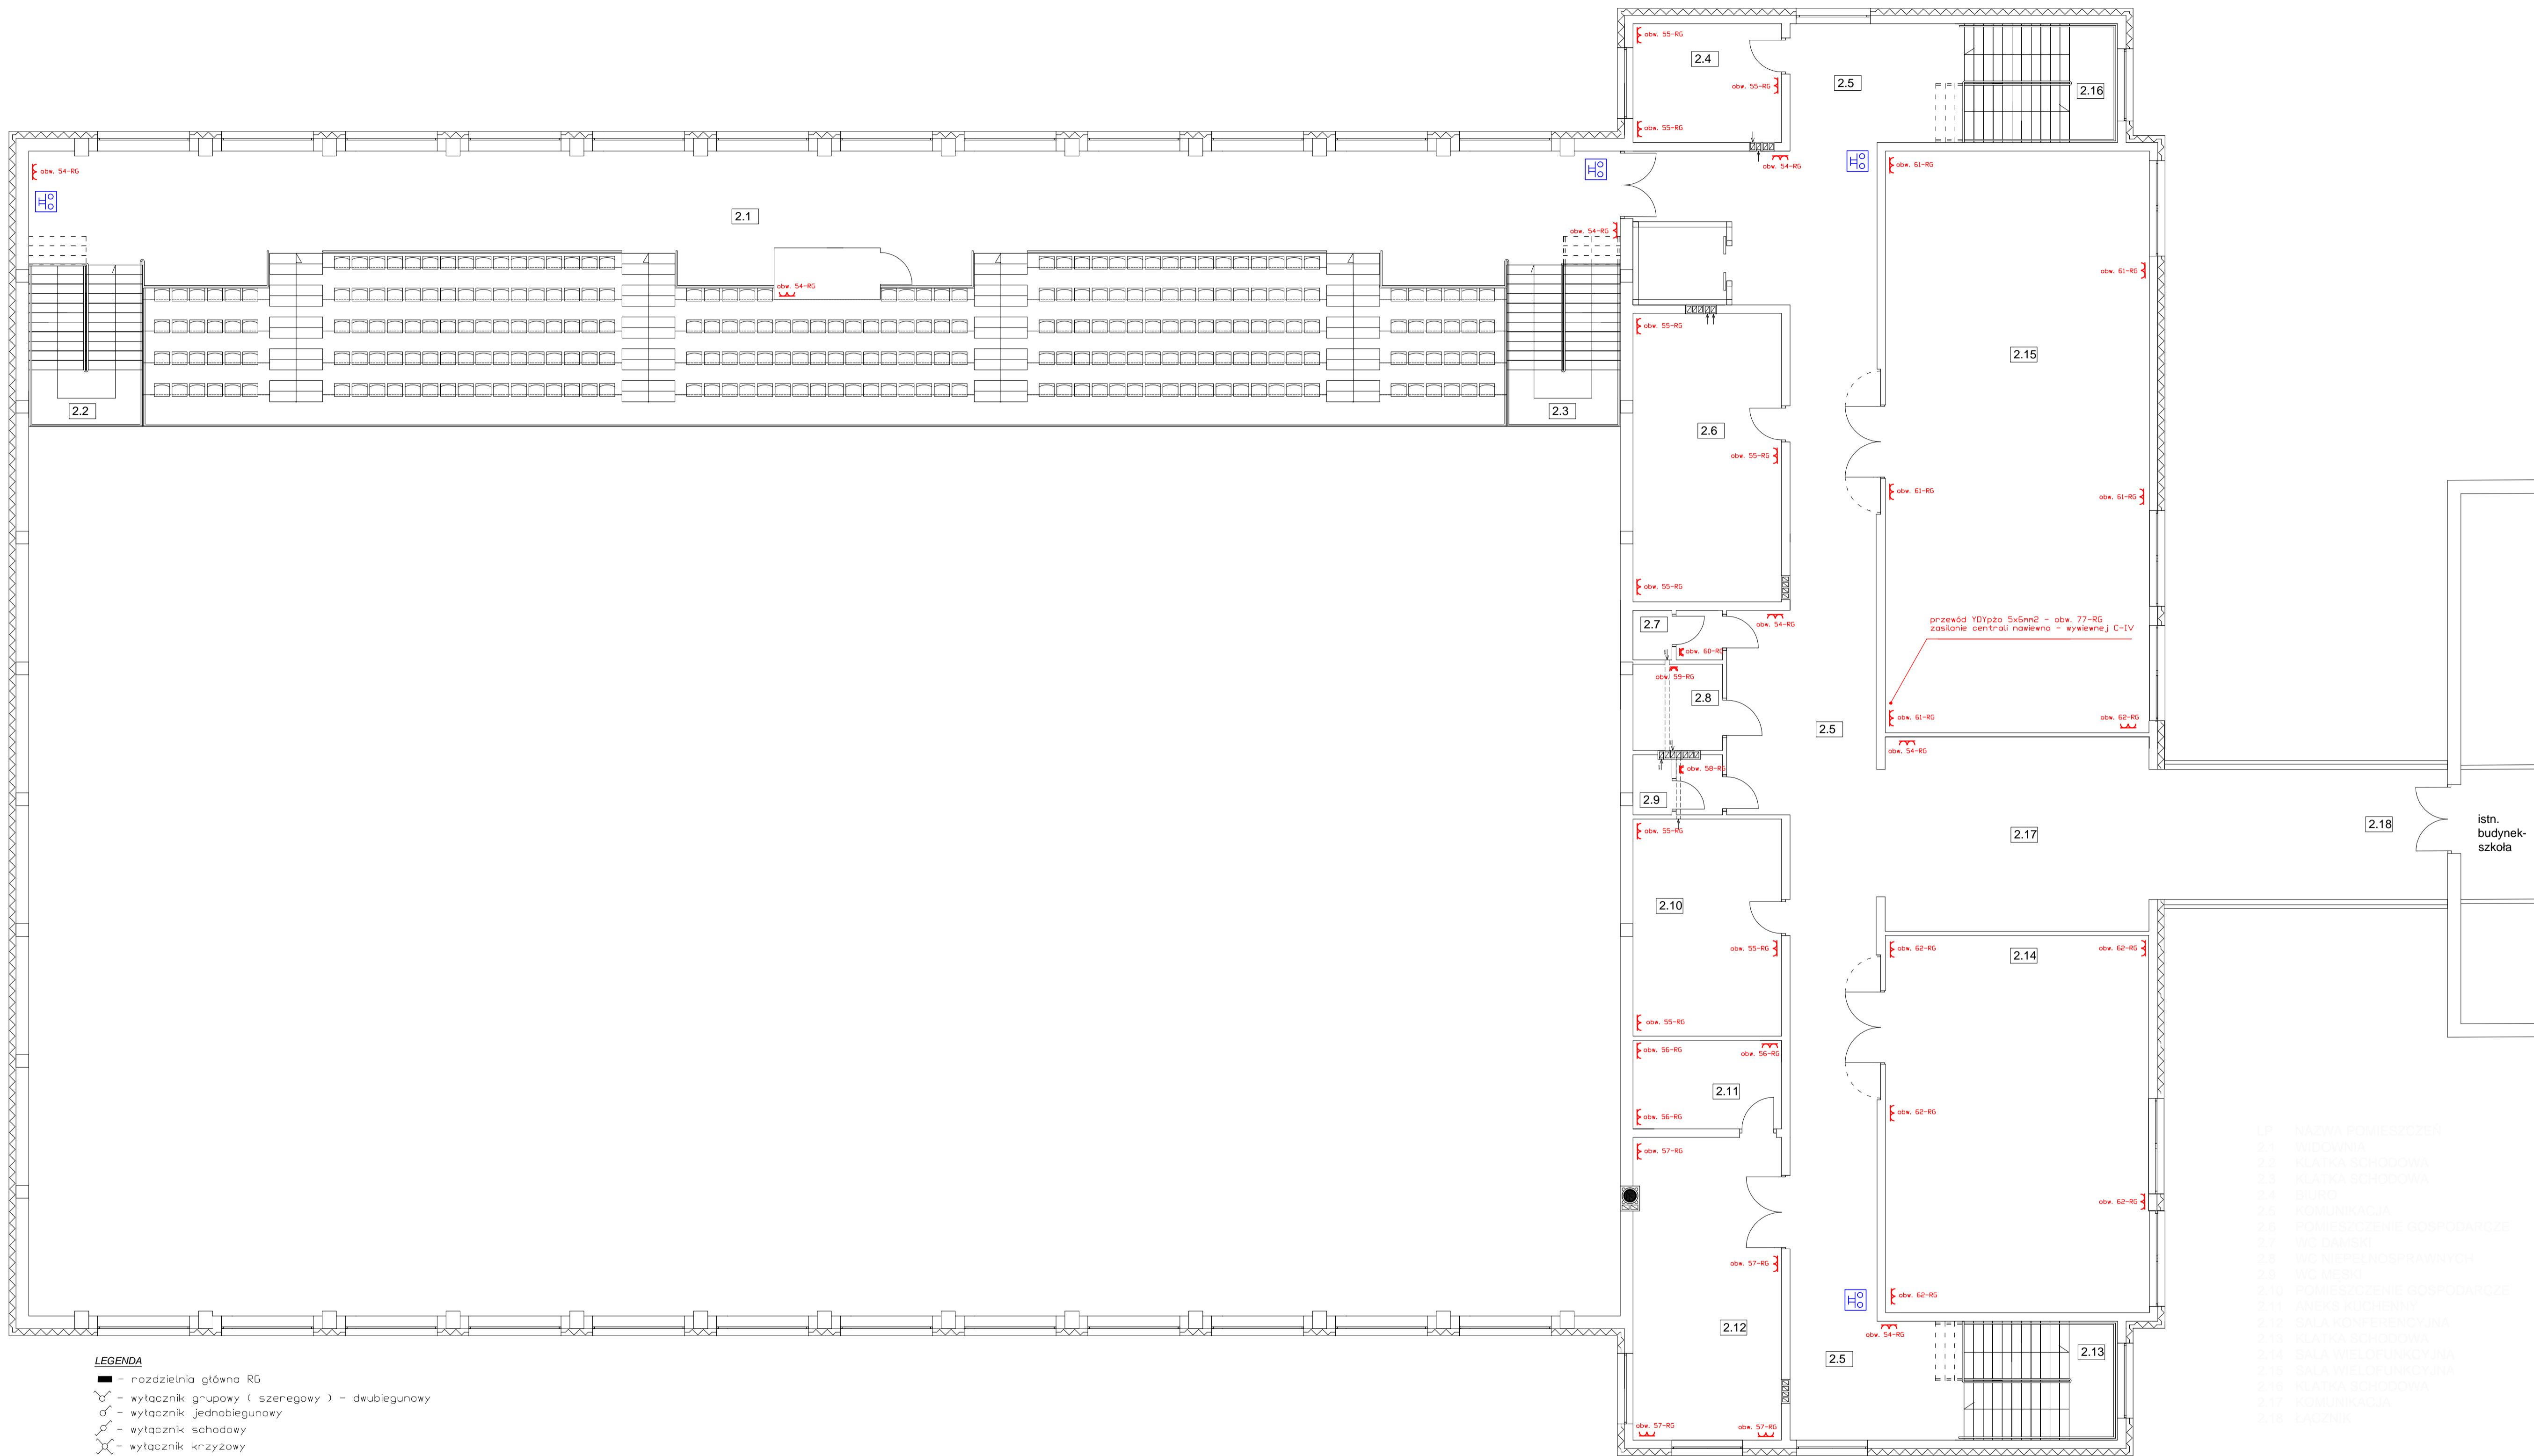 obw. 55-RG
2.4
2.5
obw. 55-RG
2.16
obw. 55-RG
obw. 54-RG
obw. 54-RG
obw. 61-RG
2.1
obw. 54-RG
obw. 61-RG
obw. 54-RG
obw. 55-RG
2.15
2.2
2.3
2.6
obw. 55-RG
obw. 61-RG
obw. 61-RG
obw. 55-RG
2.7
obw. 54-RG
przewód YDYpżo 5x6mm2 - obw. 77-RG
zasilanie centrali nawiewno - wywiewnej C-IV
obw. 60-RG
obw. 59-RG
2.8
obw. 61-RG
obw. 62-RG
2.5
obw. 54-RG
obw. 58-RG
2.9
istn.
budynek-
szkoła
2.18
2.17
obw. 55-RG
2.10
obw. 55-RG
obw. 62-RG
obw. 62-RG
2.14
obw. 55-RG
obw. 56-RG
obw. 56-RG
2.11
obw. 56-RG
obw. 62-RG
obw. 57-RG
obw. 62-RG
obw. 57-RG
obw. 62-RG
2.12
obw. 54-RG
2.5
2.13
obw. 57-RG
obw. 57-RG
LEGENDA
- rozdzielnia główna RG
- wyłącznik grupowy ( szeregowy ) - dwubiegunowy
- wyłącznik jednobiegunowy
- wyłącznik schodowy
- wyłącznik krzyżowy